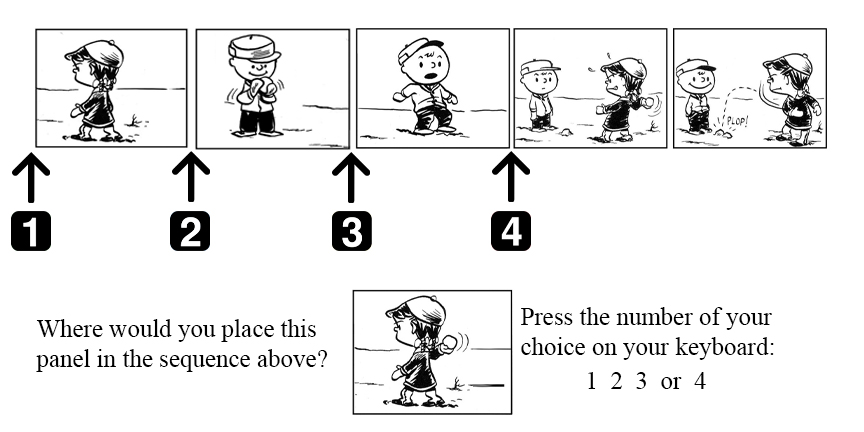 PLOP!
1
2
3
4
Where would you place this
panel in the sequence above?
Press the number of your
choice on your keyboard:
1 2 3 or 4